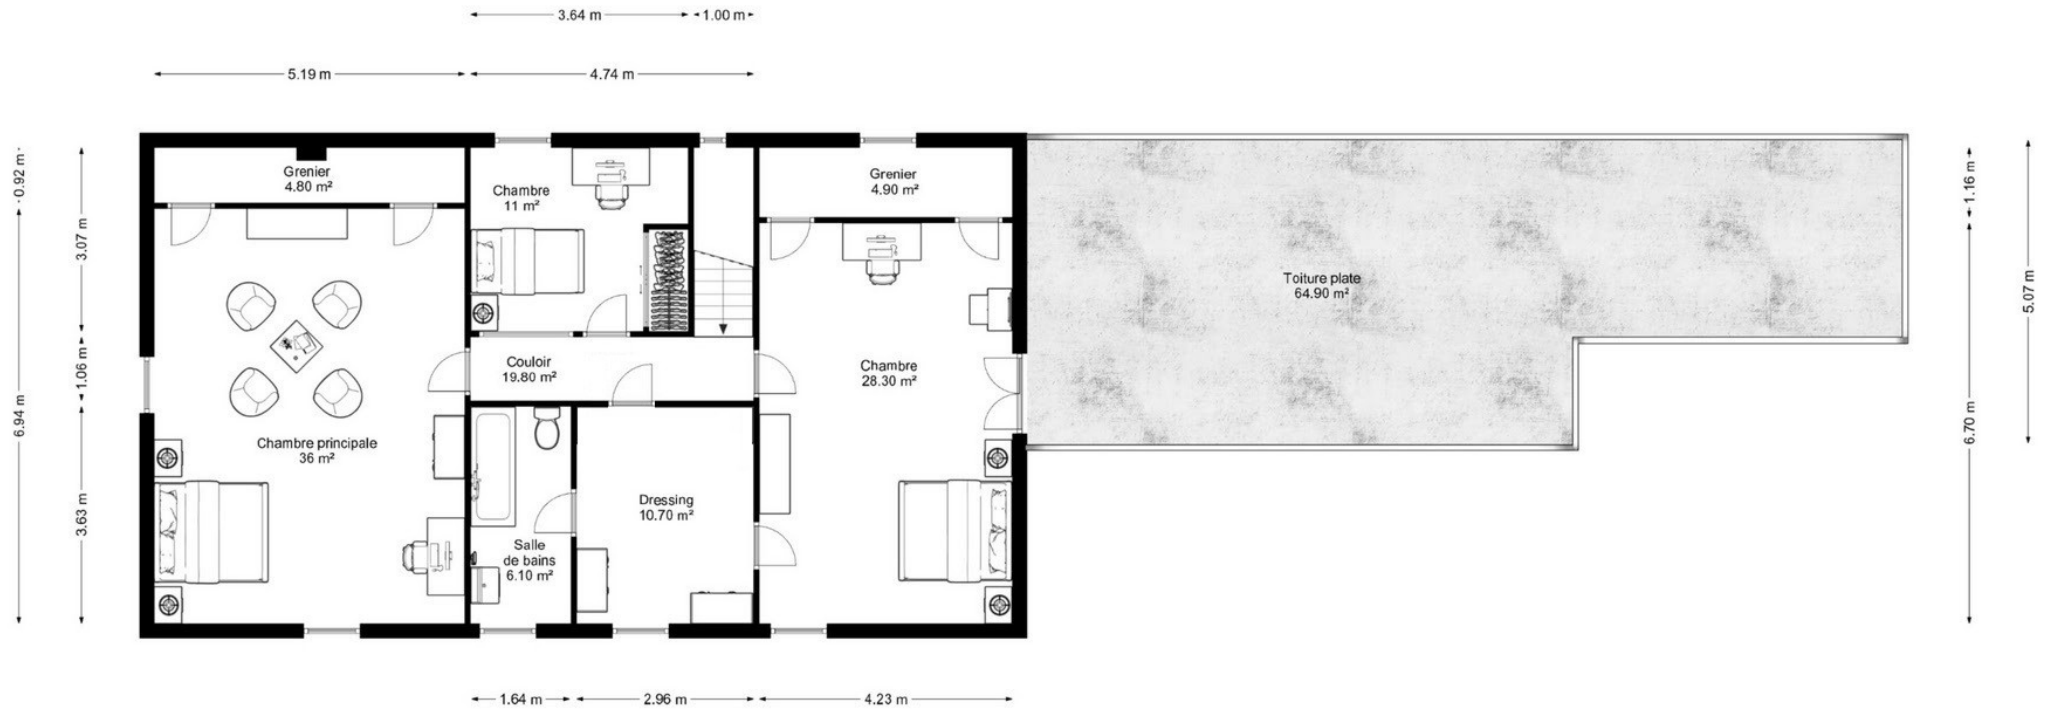 3.64 m
1.00 m
5.19 m
4.74 m
0.92 m
3.07 m
1.06 m
6.94 m
3.63 m
Grenier
4.80 m²
Chambre
11 m²
Grenier
4.90 m²
Couloir
19.80 m²
Chambre
28.30 m²
Chambre principale
36 m²
Dressing
10.70 m²
Salle
de bains
6.10 m²
Toiture plate
64.90 m²
1.16 m
5.07 m
6.70 m
1.64 m
2.96 m
4.23 m